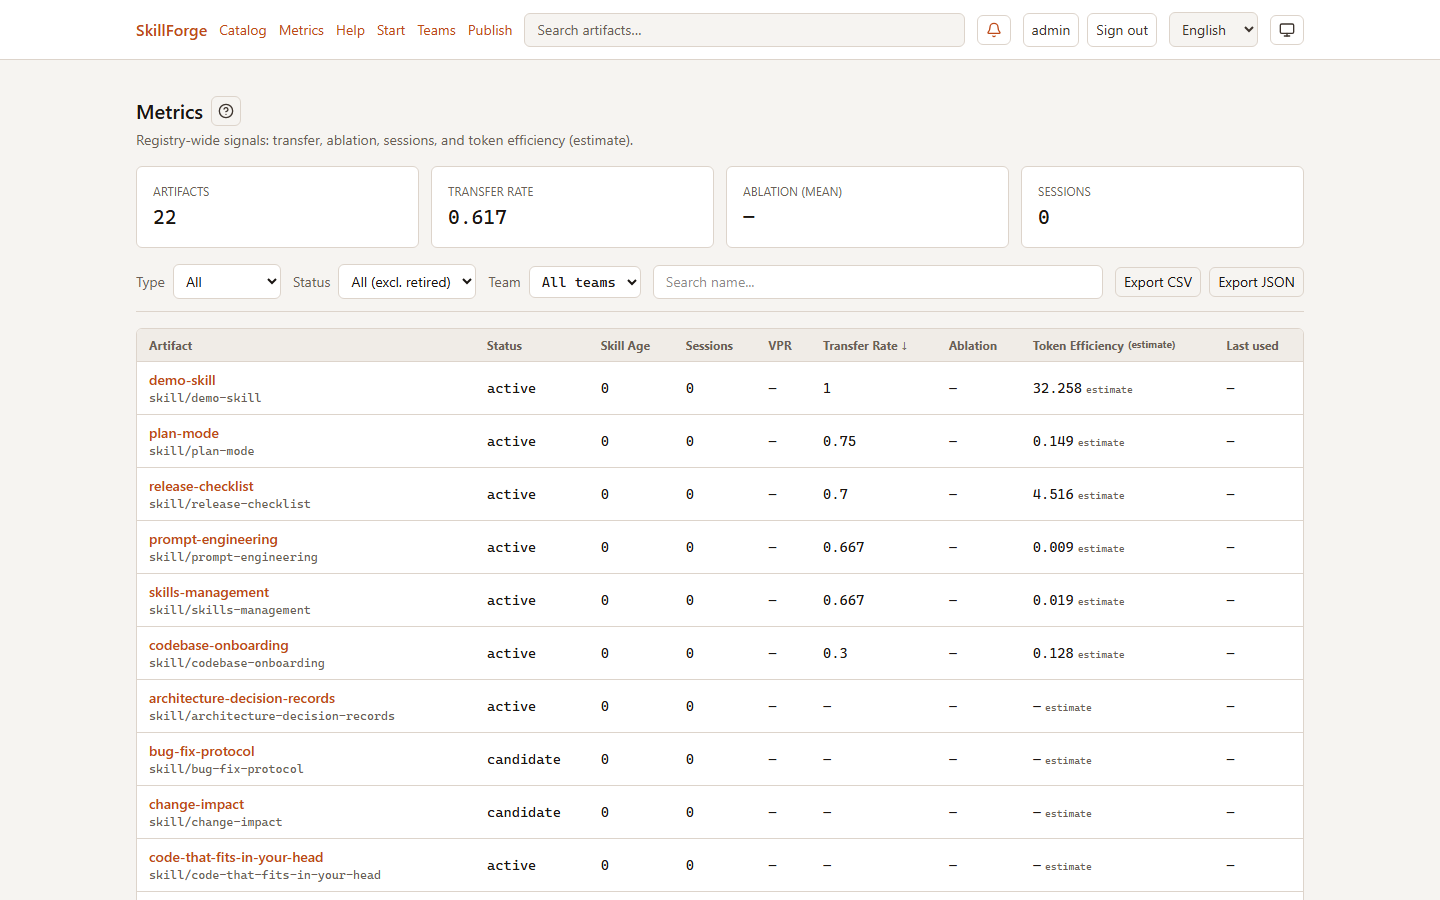 SkillForge Catalog Metrics Help Start Teams Publish Search artifacts... admin Sign out English
Metrics
Registry-wide signals: transfer, ablation, sessions, and token efficiency (estimate).
ARTIFACTS TRANSFER RATE ABLATION (MEAN) SESSIONS
22 0.617 — 0
Type All Status All (excl. retired) Team All teams Search name... Export CSV Export JSON
Artifact Status Skill Age Sessions VPR Transfer Rate ↓ Ablation Token Efficiency (estimate) Last used
demo-skill
skill/demo-skill
active 0 0 — 1 — 32.258 estimate —
plan-mode
skill/plan-mode
active 0 0 — 0.75 — 0.149 estimate —
release-checklist
skill/release-checklist
active 0 0 — 0.7 — 4.516 estimate —
prompt-engineering
skill/prompt-engineering
active 0 0 — 0.667 — 0.009 estimate —
skills-management
skill/skills-management
active 0 0 — 0.667 — 0.019 estimate —
codebase-onboarding
skill/codebase-onboarding
active 0 0 — 0.3 — 0.128 estimate —
architecture-decision-records
skill/architecture-decision-records
active 0 0 — — — — estimate —
bug-fix-protocol
skill/bug-fix-protocol
candidate 0 0 — — — — estimate —
change-impact
skill/change-impact
candidate 0 0 — — — — estimate —
code-that-fits-in-your-head
skill/code-that-fits-in-your-head
active 0 0 — — — — estimate —